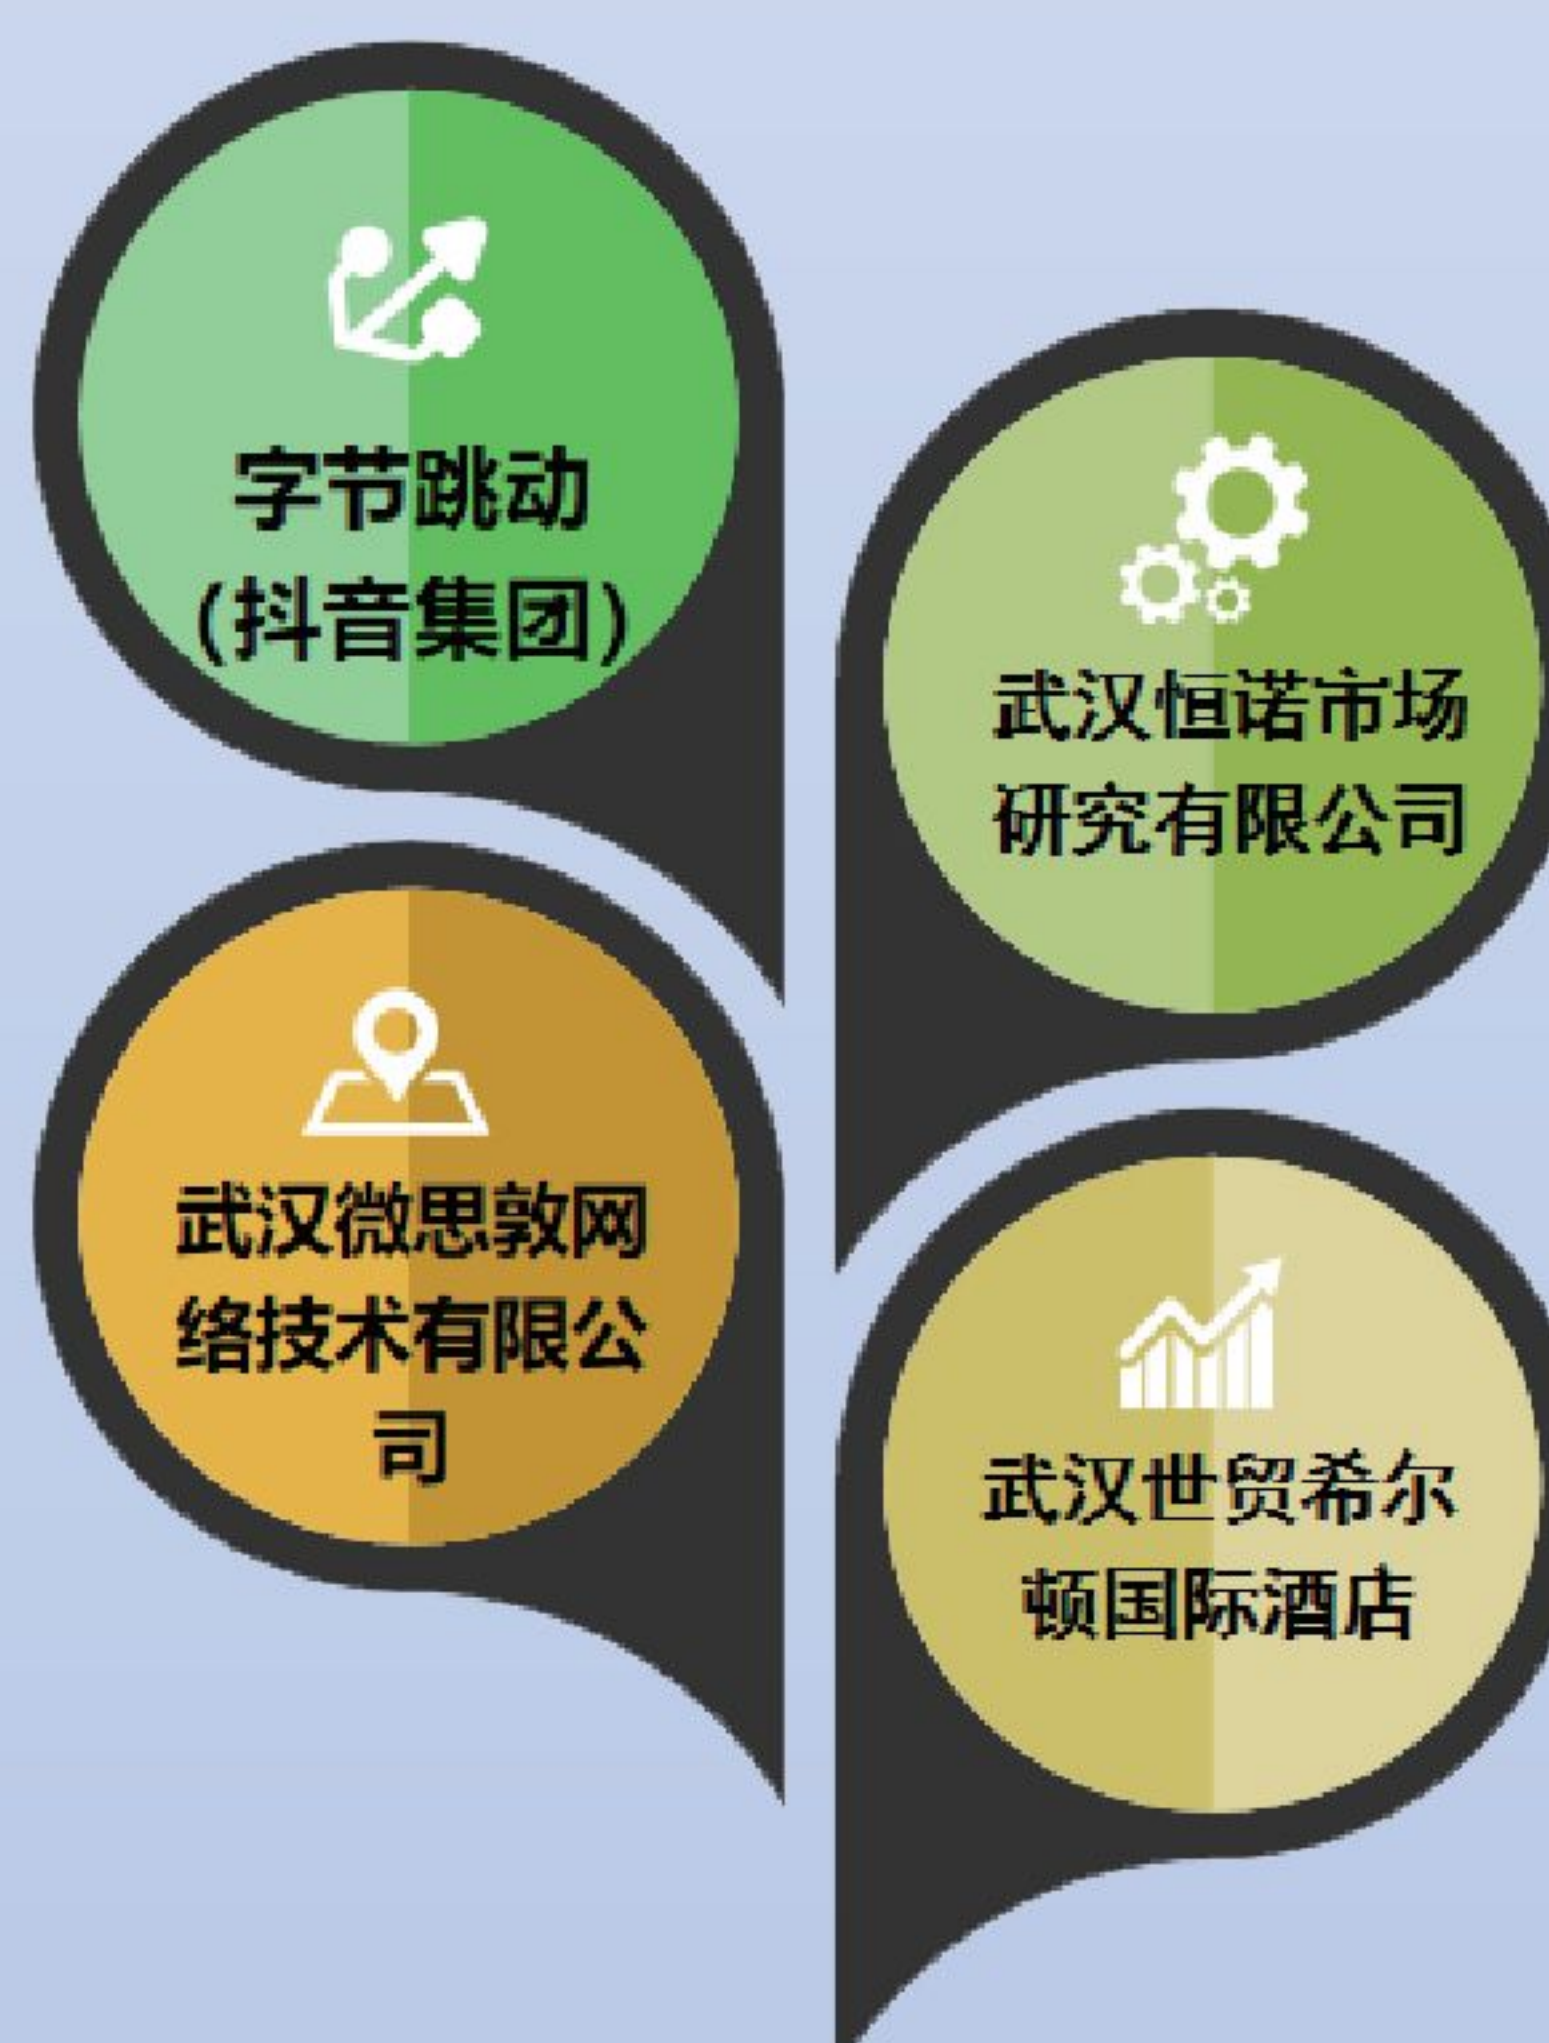 字节跳动
(抖音集团)
武汉恒诺市场
研究有限公司
武汉微思敦网
络技术有限公
司
武汉世贸希尔
顿国际酒店